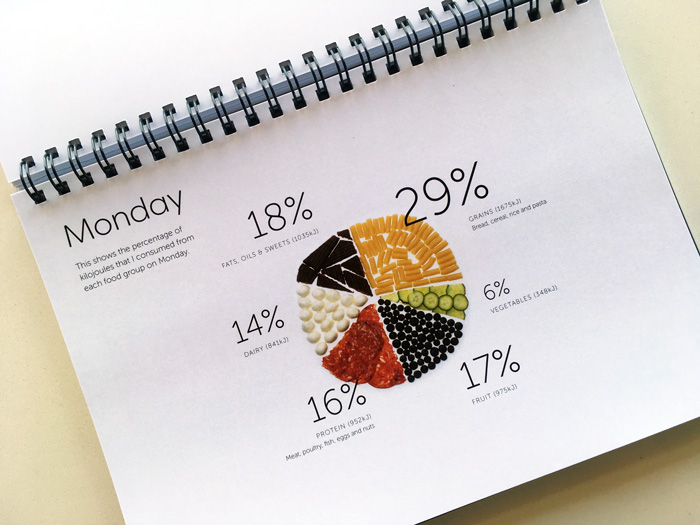 Monday
This shows the percentage of
kilojoules that I consumed from
each food group on Monday.
18%
FATS, OILS & SWEETS (1035kJ)
29%
GRAINS (1675kJ)
Bread, cereal, rice and pasta
6%
VEGETABLES (348kJ)
14%
DAIRY (841kJ)
17%
FRUIT (975kJ)
16%
PROTEIN (952kJ)
Meat, poultry, fish, eggs and nuts